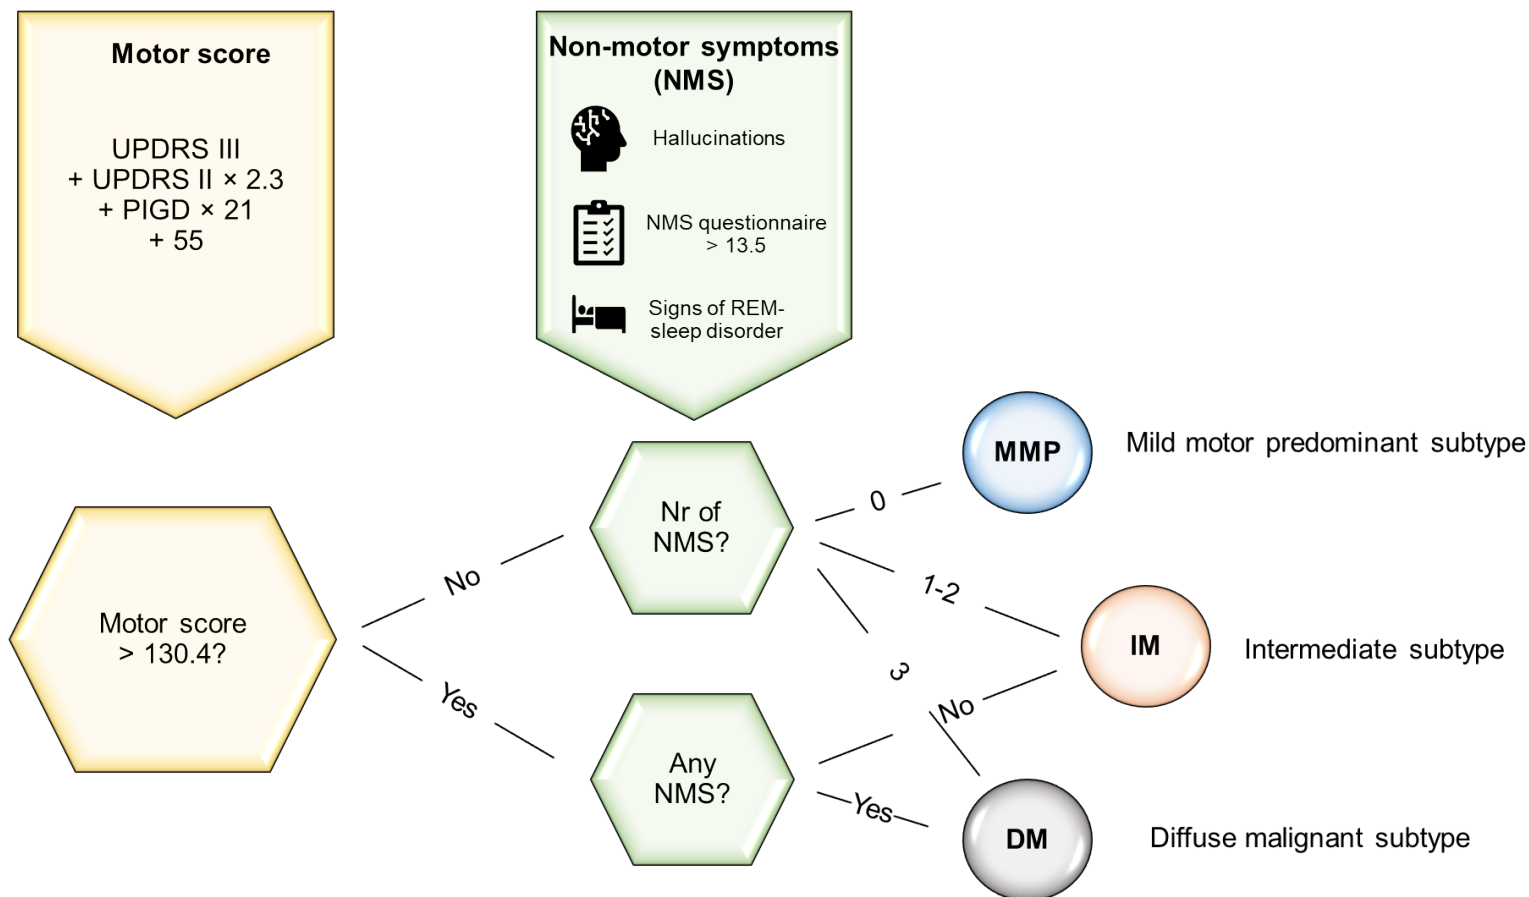 Motor score
UPDRS III
+ UPDRS II × 2.3
+ PIGD × 21
+ 55
Non-motor symptoms
(NMS)
Hallucinations
NMS questionnaire
> 13.5
Signs of REM-
sleep disorder
Motor score
> 130.4?
No
Yes
Nr of
NMS?
Any
NMS?
0
1-2
3
No
Yes
MMP
Mild motor predominant subtype
IM
Intermediate subtype
DM
Diffuse malignant subtype